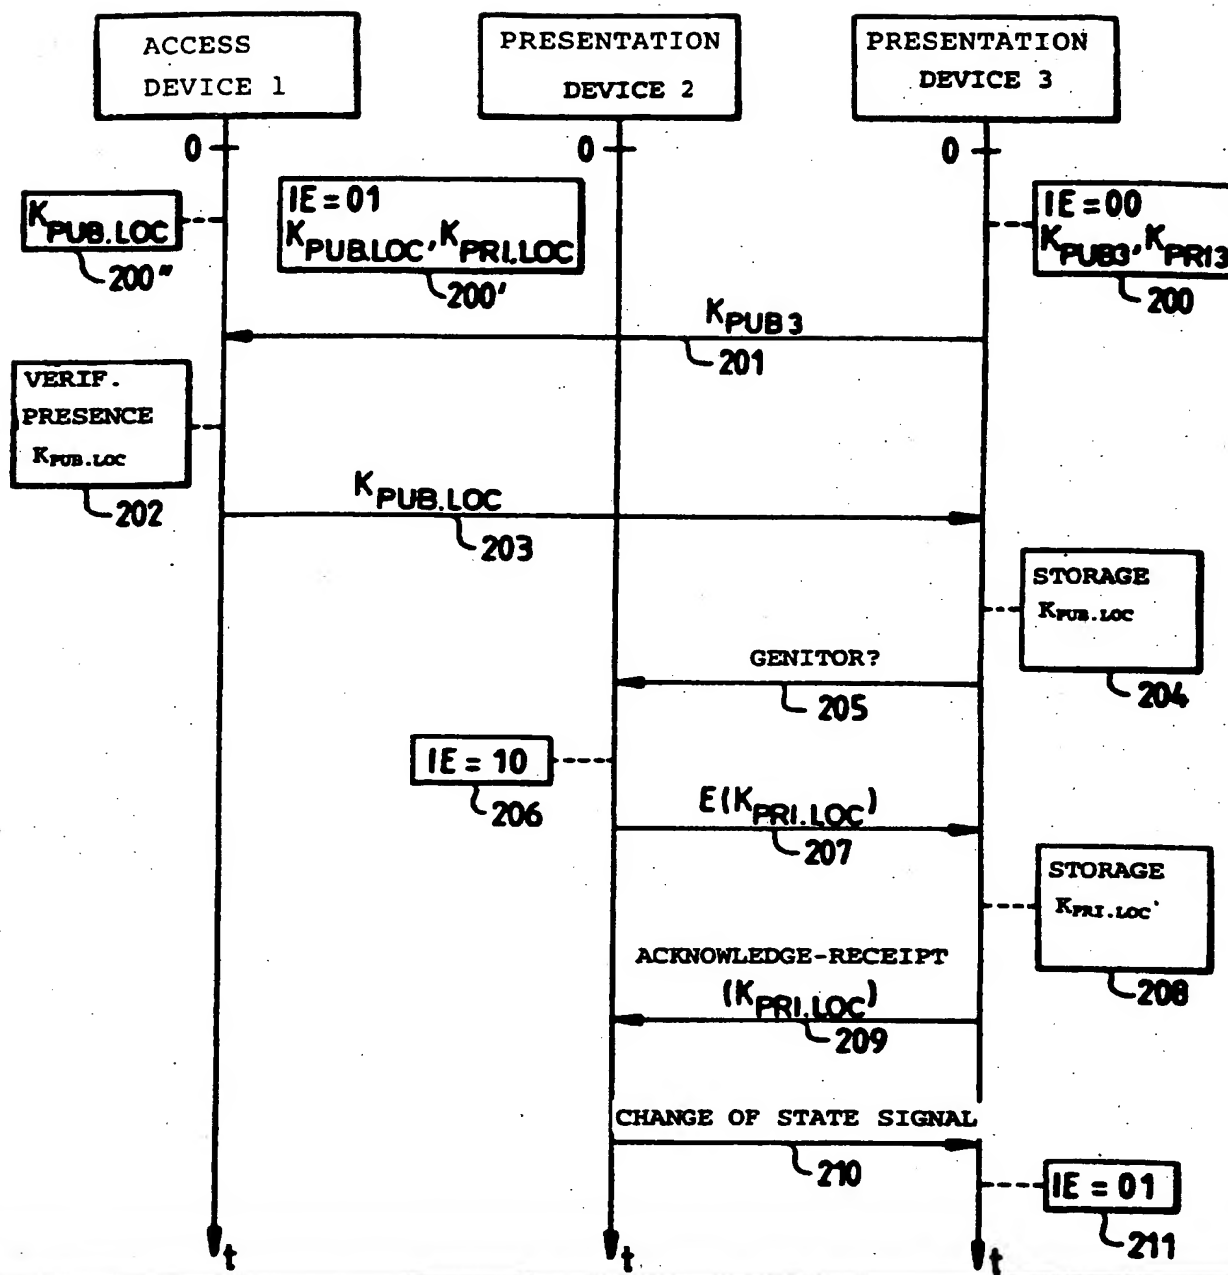 ACCESS
DEVICE 1
PRESENTATION
DEVICE 2
PRESENTATION
DEVICE 3
0
0
0
KPUB.LOC
200"
IE = 01
KPUB.LOC, KPRI.LOC
200'
IE = 00
KPUB3, KPRI3
200
KPUB3
201
VERIF.
PRESENCE
KPUB.LOC
202
KPUB.LOC
203
STORAGE
KPUB.LOC
204
GENITOR?
205
IE = 10
206
E(KPRI.LOC)
207
STORAGE
KPRI.LOC'
208
ACKNOWLEDGE-RECEIPT
(KPRI.LOC)
209
CHANGE OF STATE SIGNAL
210
IE = 01
211
t
t
t